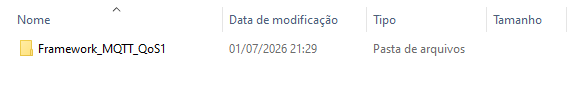 Nome Data de modificação Tipo Tamanho
Framework_MQTT_QoS1 01/07/2026 21:29 Pasta de arquivos